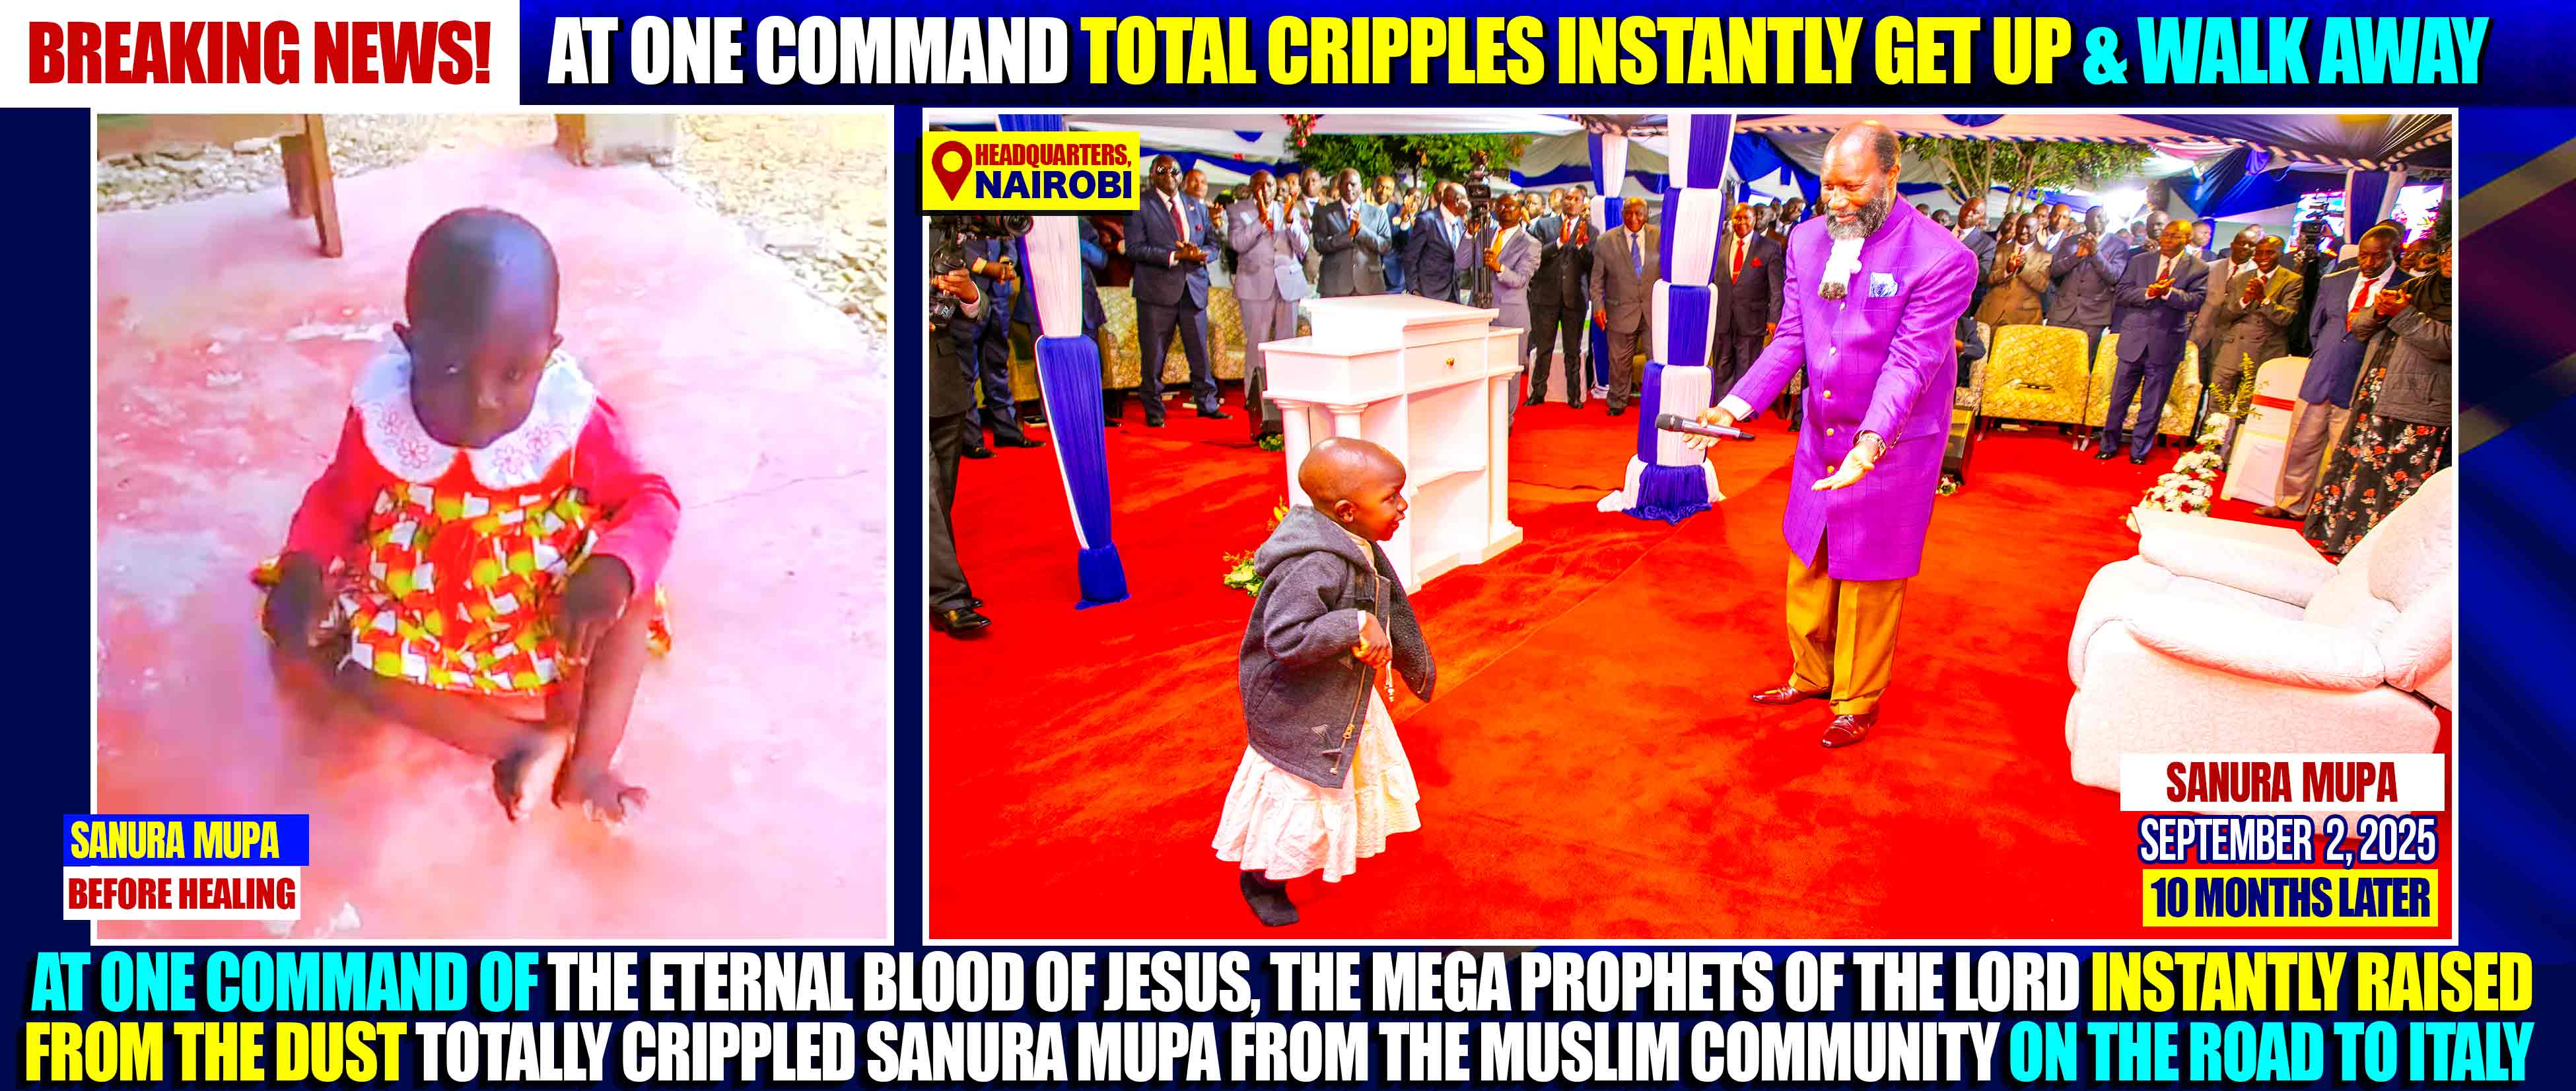 BREAKING NEWS!
AT ONE COMMAND TOTAL CRIPPLES INSTANTLY GET UP & WALK AWAY
HEADQUARTERS,
NAIROBI
SANURA MUPA
BEFORE HEALING
SANURA MUPA
SEPTEMBER 2, 2025
10 MONTHS LATER
AT ONE COMMAND OF THE ETERNAL BLOOD OF JESUS, THE MEGA PROPHETS OF THE LORD INSTANTLY RAISED
FROM THE DUST TOTALLY CRIPPLED SANURA MUPA FROM THE MUSLIM COMMUNITY ON THE ROAD TO ITALY